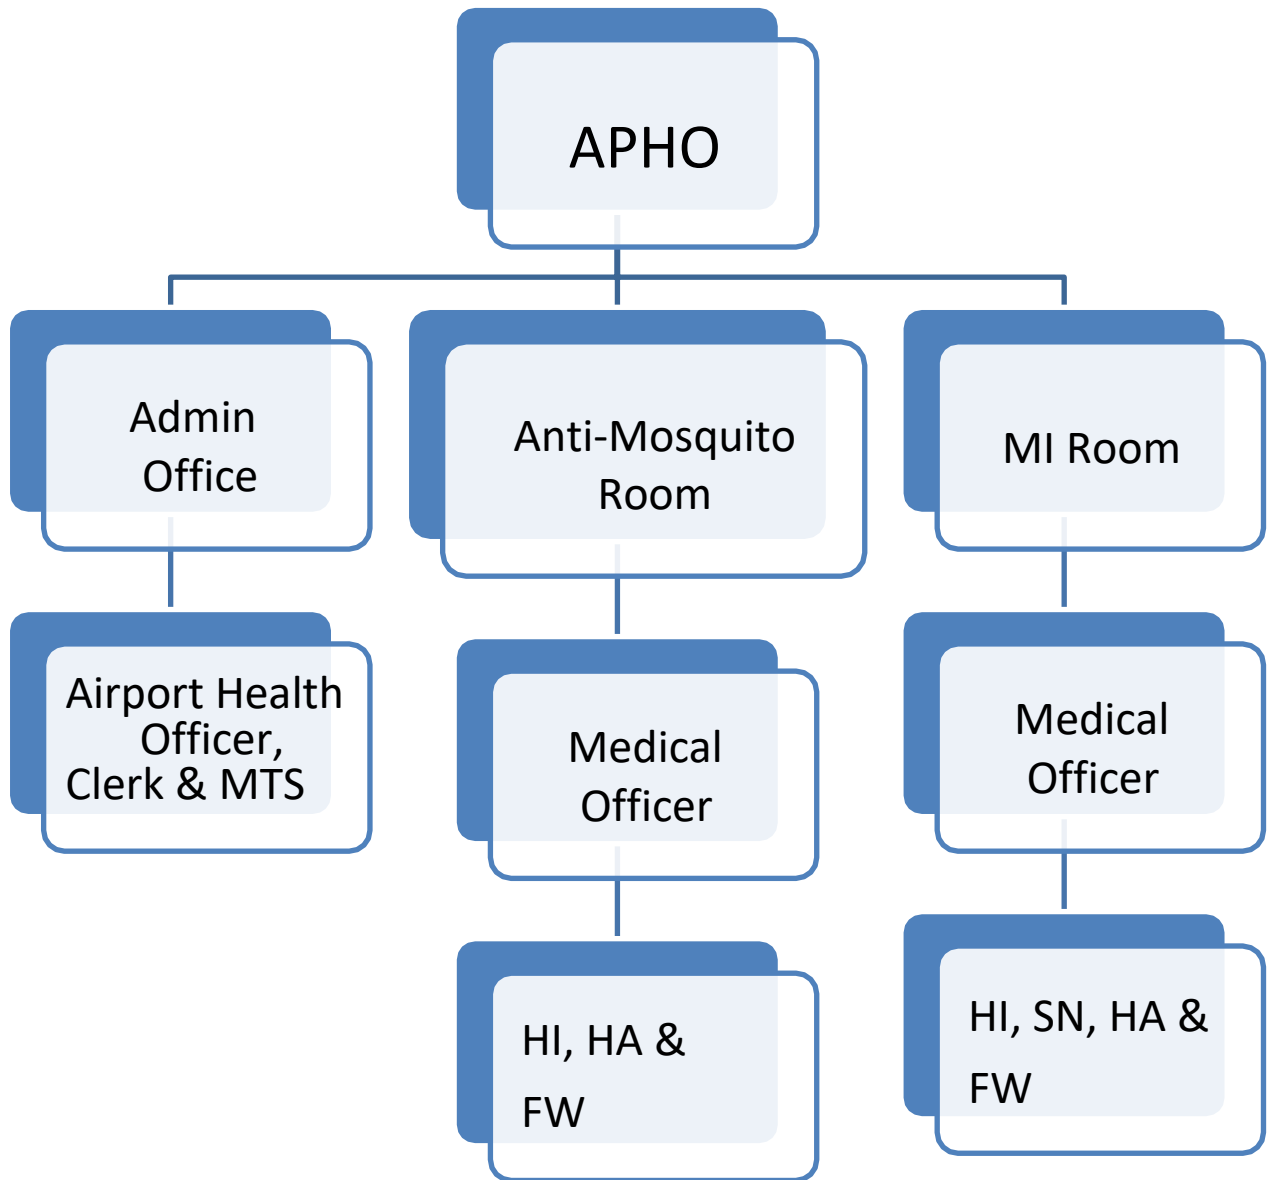 APHO
Admin
Office
Anti-Mosquito
Room
MI Room
Airport Health
Officer,
Clerk & MTS
Medical
Officer
Medical
Officer
HI, HA &
FW
HI, SN, HA &
FW